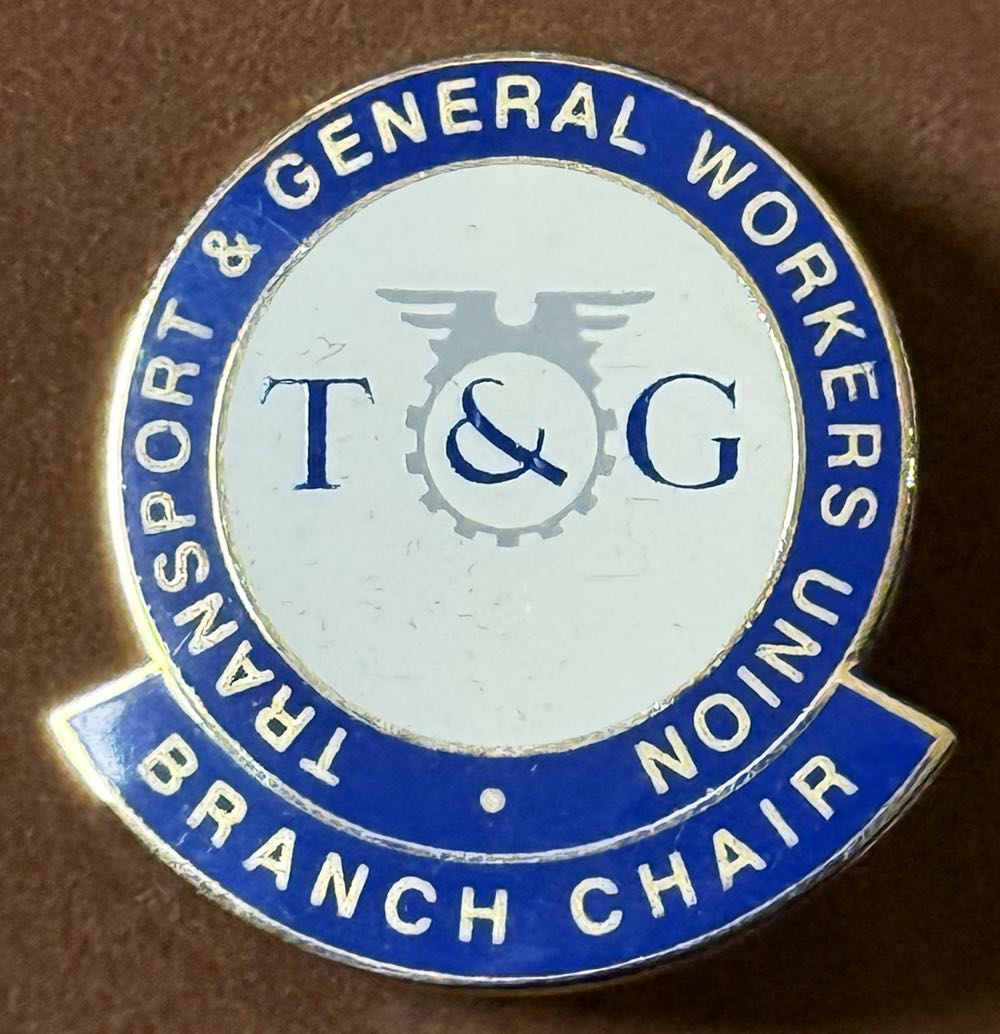 TRANSPORT & GENERAL WORKERS UNION •
T & G
BRANCH CHAIR